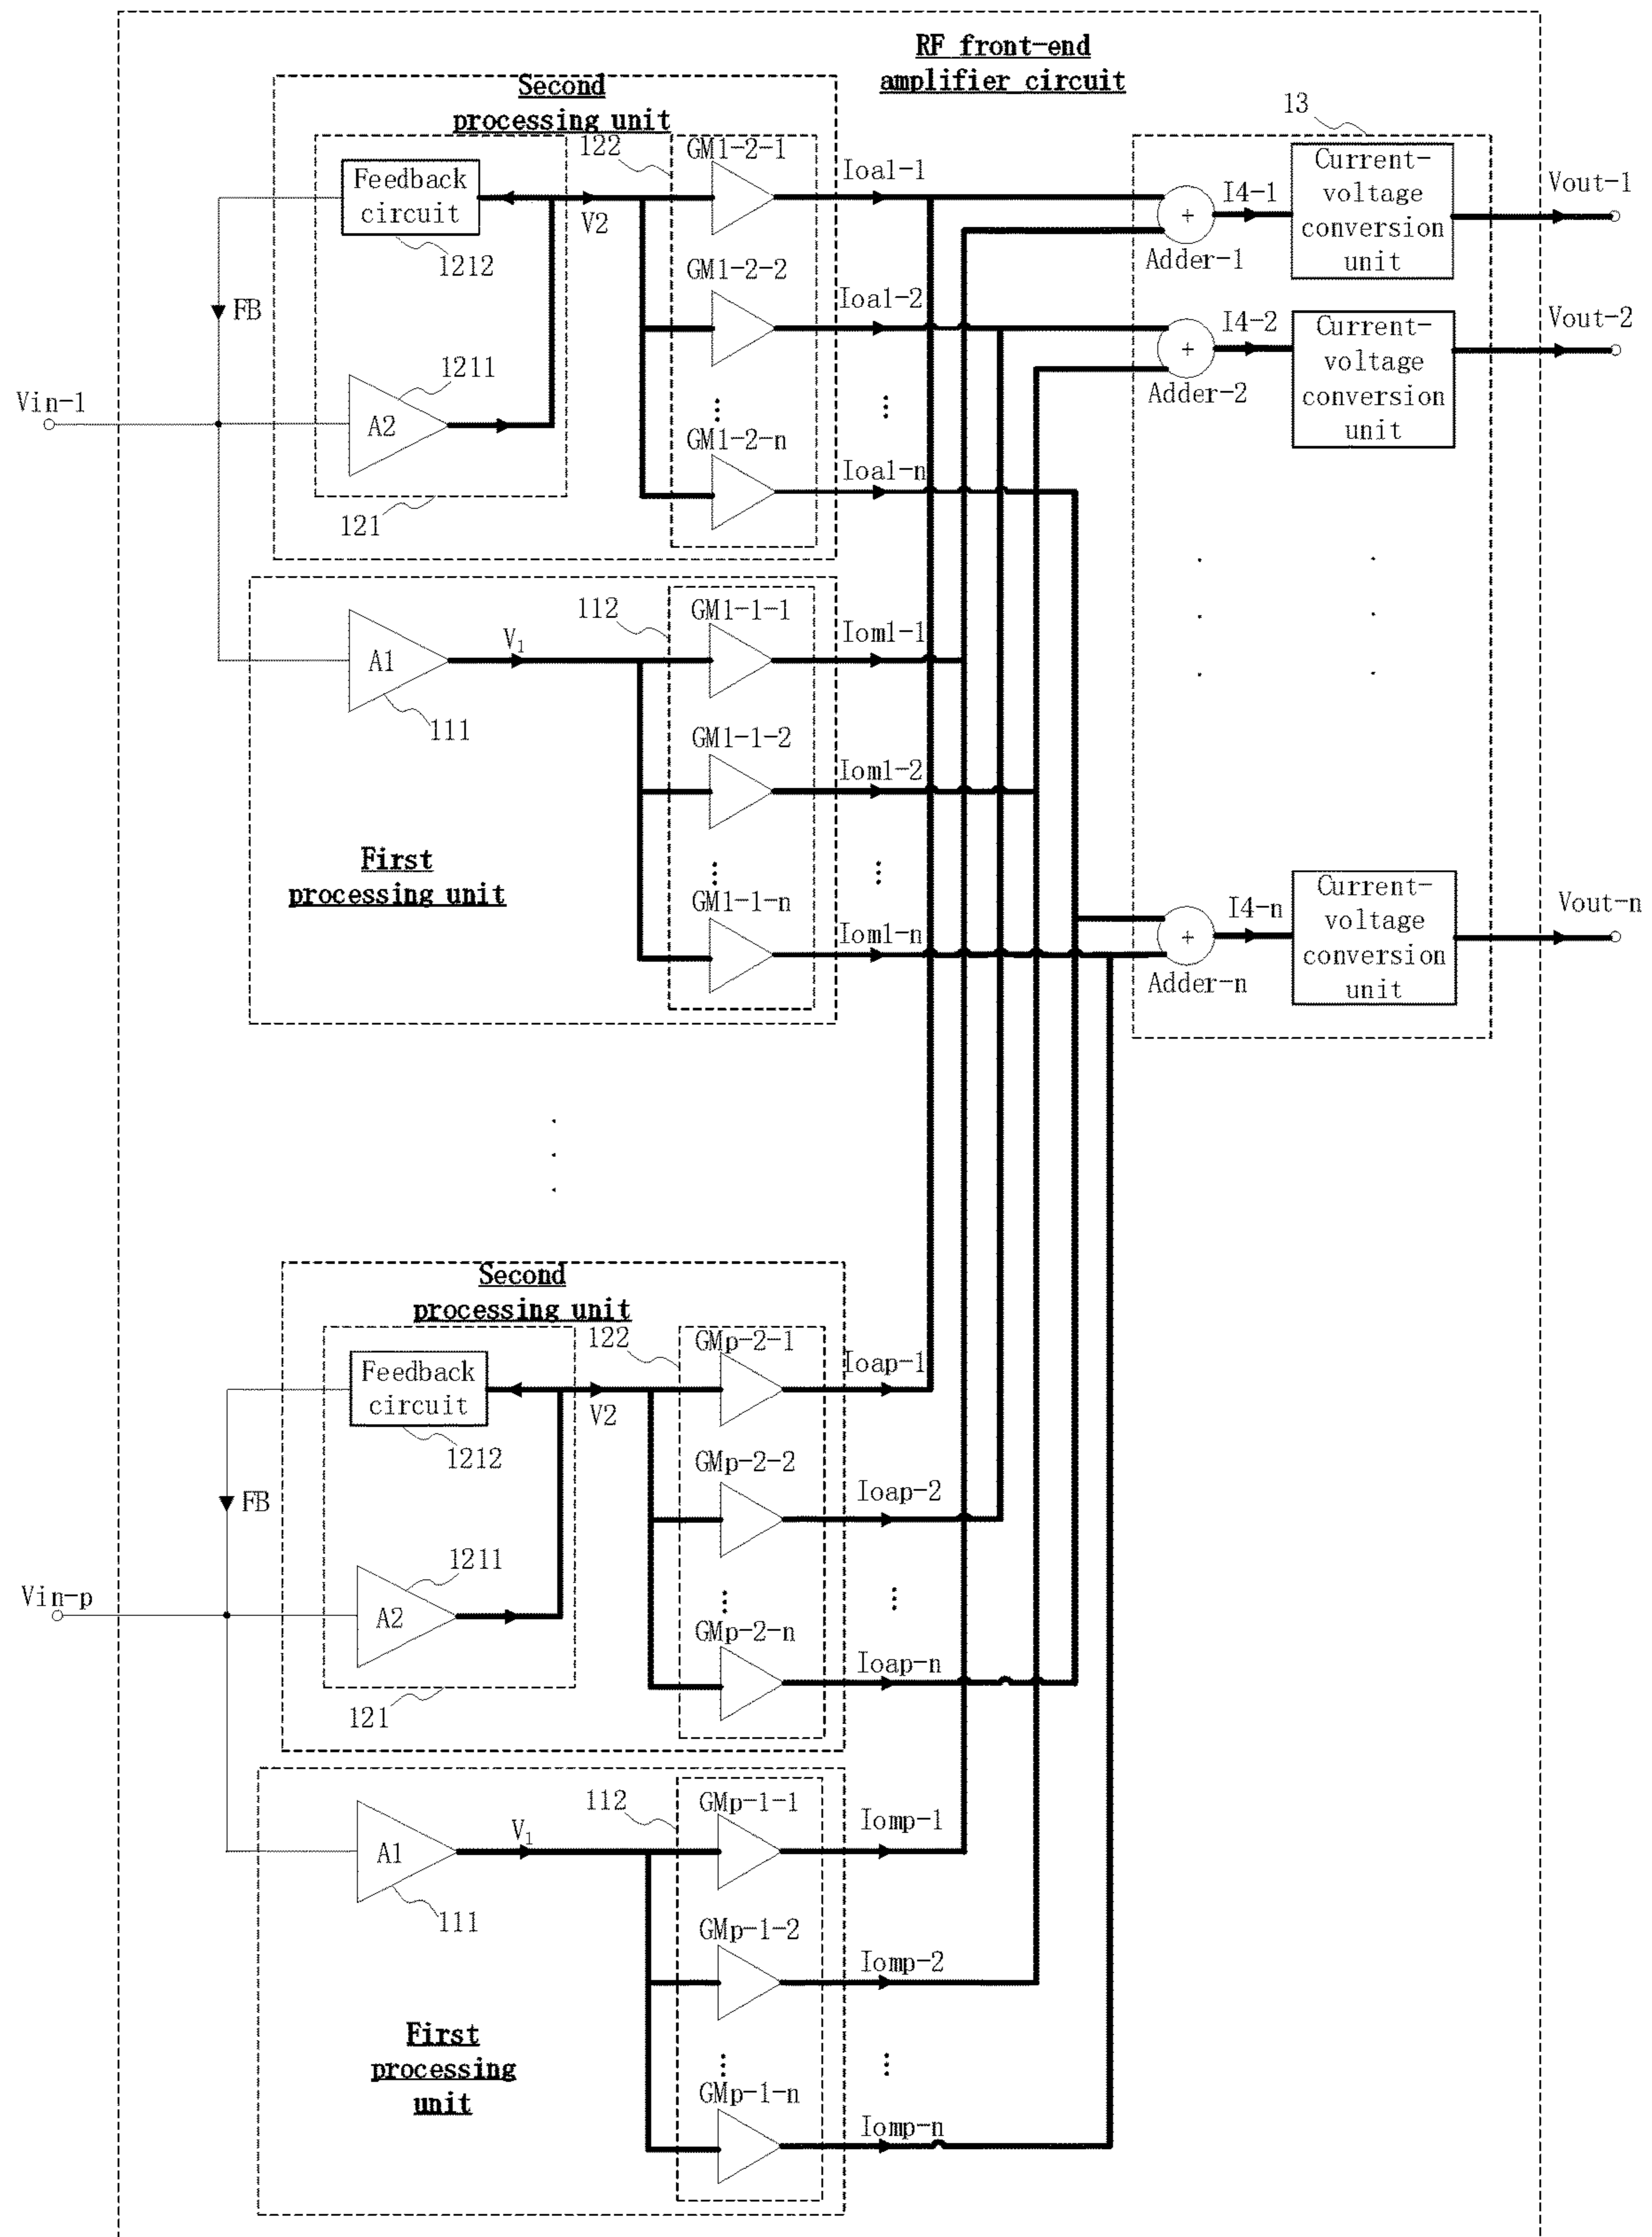 RF front-end
amplifier circuit
Second
processing unit
13
122
GM1-2-1
Ioa1-1
Feedback
circuit
V2
1212
FB
A2
1211
121
GM1-2-2
Ioa1-2
⋮
⋮
GM1-2-n
Ioa1-n
Vin-1
+
Adder-1
I4-1
Current-
voltage
conversion
unit
Vout-1
+
Adder-2
I4-2
Current-
voltage
conversion
unit
Vout-2
112
GM1-1-1
Iom1-1
A1
V1
111
GM1-1-2
Iom1-2
First
processing unit
⋮
⋮
GM1-1-n
Iom1-n
+
Adder-n
I4-n
Current-
voltage
conversion
unit
Vout-n
Second
processing unit
122
GMp-2-1
Ioap-1
Feedback
circuit
V2
1212
FB
GMp-2-2
Ioap-2
A2
1211
121
⋮
⋮
GMp-2-n
Ioap-n
Vin-p
112
GMp-1-1
Iomp-1
A1
V1
111
GMp-1-2
Iomp-2
First
processing
unit
⋮
⋮
GMp-1-n
Iomp-n